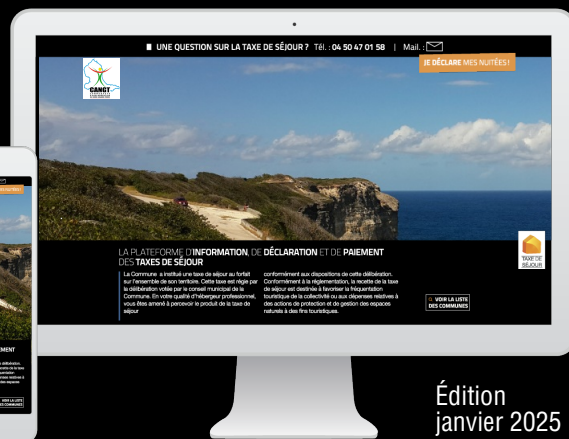 UNE QUESTION SUR LA TAXE DE SÉJOUR ? Tél. : 04 50 47 01 58 | Mail. :
JE DÉCLARE MES NUITÉES !
CANGT
LA PLATEFORME D'INFORMATION, DE DÉCLARATION ET DE PAIEMENT
DES TAXES DE SÉJOUR
La Commune a institué une taxe de séjour au forfait
sur l'ensemble de son territoire. Cette taxe est régie par
la délibération votée par le conseil municipal de la
Commune. En votre qualité d'hébergeur professionnel,
vous êtes amené à percevoir le produit de la taxe de
séjour
conformément aux dispositions de cette délibération.
Conformément à la réglementation, la recette de la taxe
de séjour est destinée à favoriser la fréquentation
touristique de la collectivité ou aux dépenses relatives à
des actions de protection et de gestion des espaces
naturels à des fins touristiques.
TAXE DE
SÉJOUR
VOIR LA LISTE
DES COMMUNES
EMENT
VOIR LA LISTE
DES COMMUNES
Édition
janvier 2025